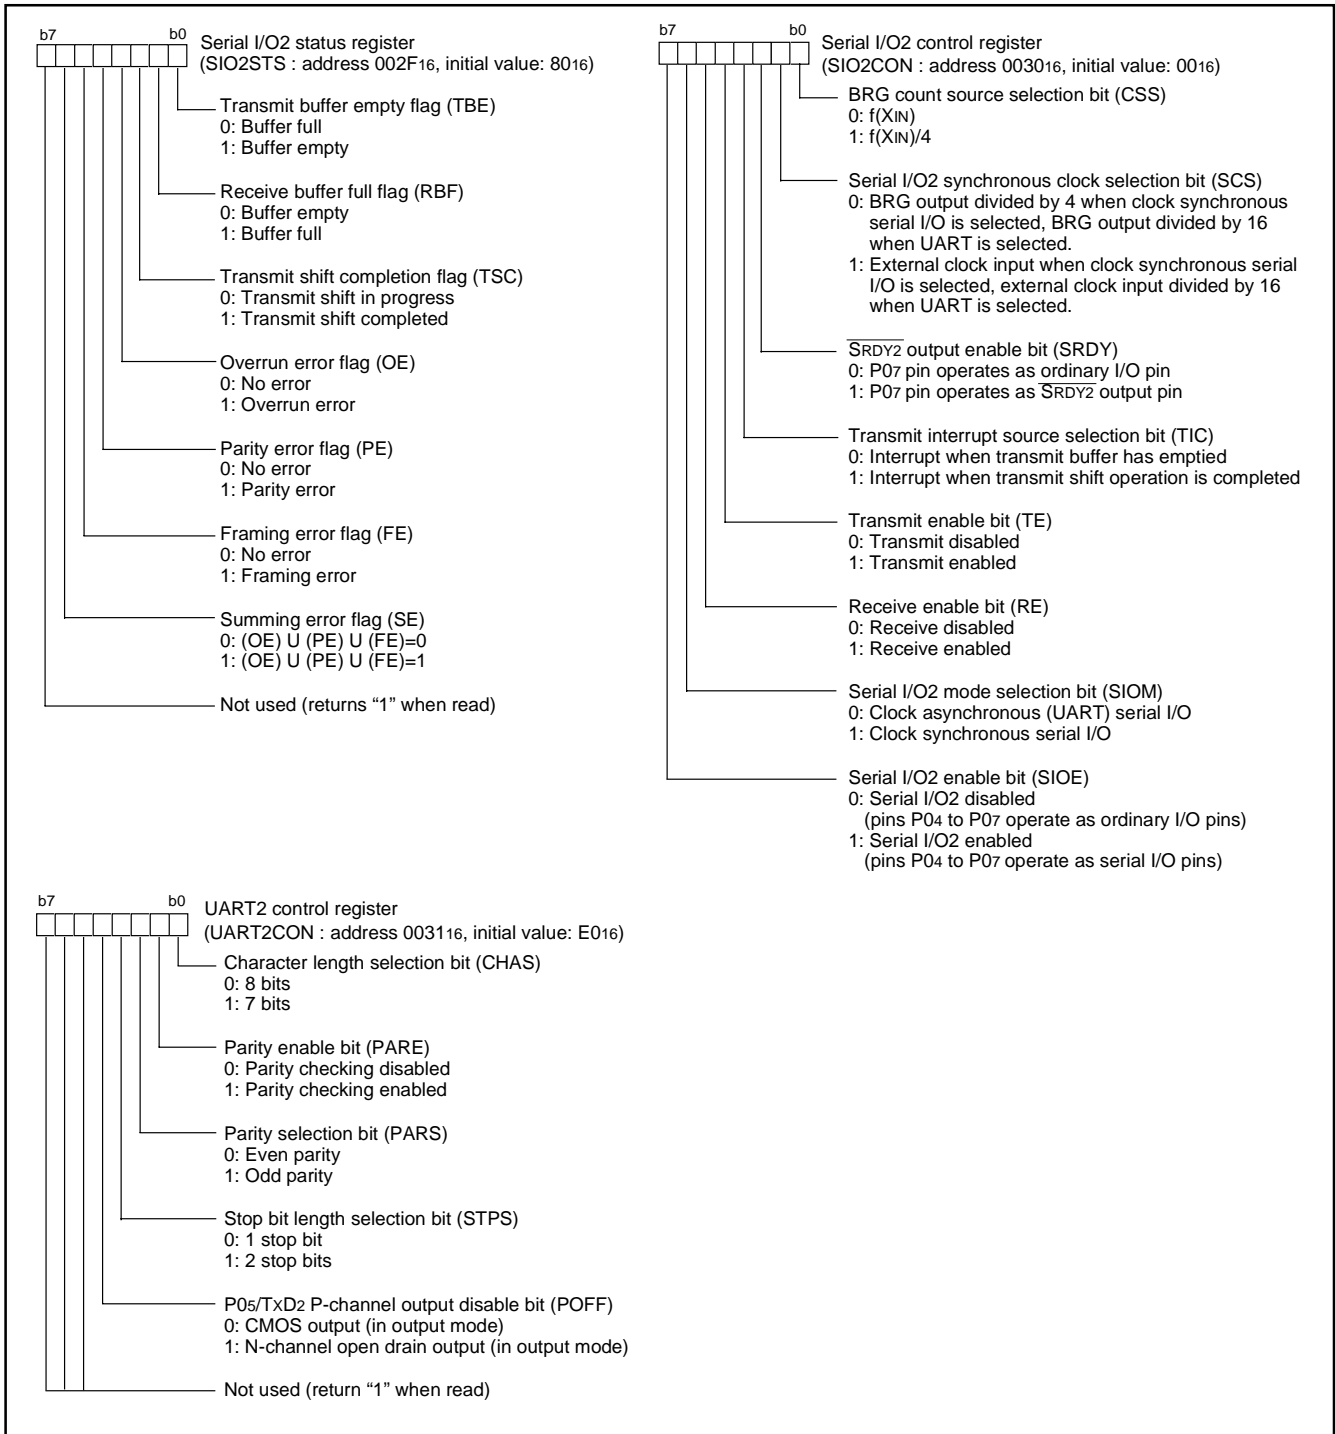 b7 b0
Serial I/O2 status register
(SIO2STS : address 002F16, initial value: 8016)
Transmit buffer empty flag (TBE)
0: Buffer full
1: Buffer empty
Receive buffer full flag (RBF)
0: Buffer empty
1: Buffer full
Transmit shift completion flag (TSC)
0: Transmit shift in progress
1: Transmit shift completed
Overrun error flag (OE)
0: No error
1: Overrun error
Parity error flag (PE)
0: No error
1: Parity error
Framing error flag (FE)
0: No error
1: Framing error
Summing error flag (SE)
0: (OE) U (PE) U (FE)=0
1: (OE) U (PE) U (FE)=1
Not used (returns “1” when read)
b7 b0
Serial I/O2 control register
(SIO2CON : address 003016, initial value: 0016)
BRG count source selection bit (CSS)
0: f(XIN)
1: f(XIN)/4
Serial I/O2 synchronous clock selection bit (SCS)
0: BRG output divided by 4 when clock synchronous
serial I/O is selected, BRG output divided by 16
when UART is selected.
1: External clock input when clock synchronous serial
I/O is selected, external clock input divided by 16
when UART is selected.
SRDY2 output enable bit (SRDY)
0: P07 pin operates as ordinary I/O pin
1: P07 pin operates as SRDY2 output pin
Transmit interrupt source selection bit (TIC)
0: Interrupt when transmit buffer has emptied
1: Interrupt when transmit shift operation is completed
Transmit enable bit (TE)
0: Transmit disabled
1: Transmit enabled
Receive enable bit (RE)
0: Receive disabled
1: Receive enabled
Serial I/O2 mode selection bit (SIOM)
0: Clock asynchronous (UART) serial I/O
1: Clock synchronous serial I/O
Serial I/O2 enable bit (SIOE)
0: Serial I/O2 disabled
(pins P04 to P07 operate as ordinary I/O pins)
1: Serial I/O2 enabled
(pins P04 to P07 operate as serial I/O pins)
b7 b0
UART2 control register
(UART2CON : address 003116, initial value: E016)
Character length selection bit (CHAS)
0: 8 bits
1: 7 bits
Parity enable bit (PARE)
0: Parity checking disabled
1: Parity checking enabled
Parity selection bit (PARS)
0: Even parity
1: Odd parity
Stop bit length selection bit (STPS)
0: 1 stop bit
1: 2 stop bits
P05/TXD2 P-channel output disable bit (POFF)
0: CMOS output (in output mode)
1: N-channel open drain output (in output mode)
Not used (return “1” when read)